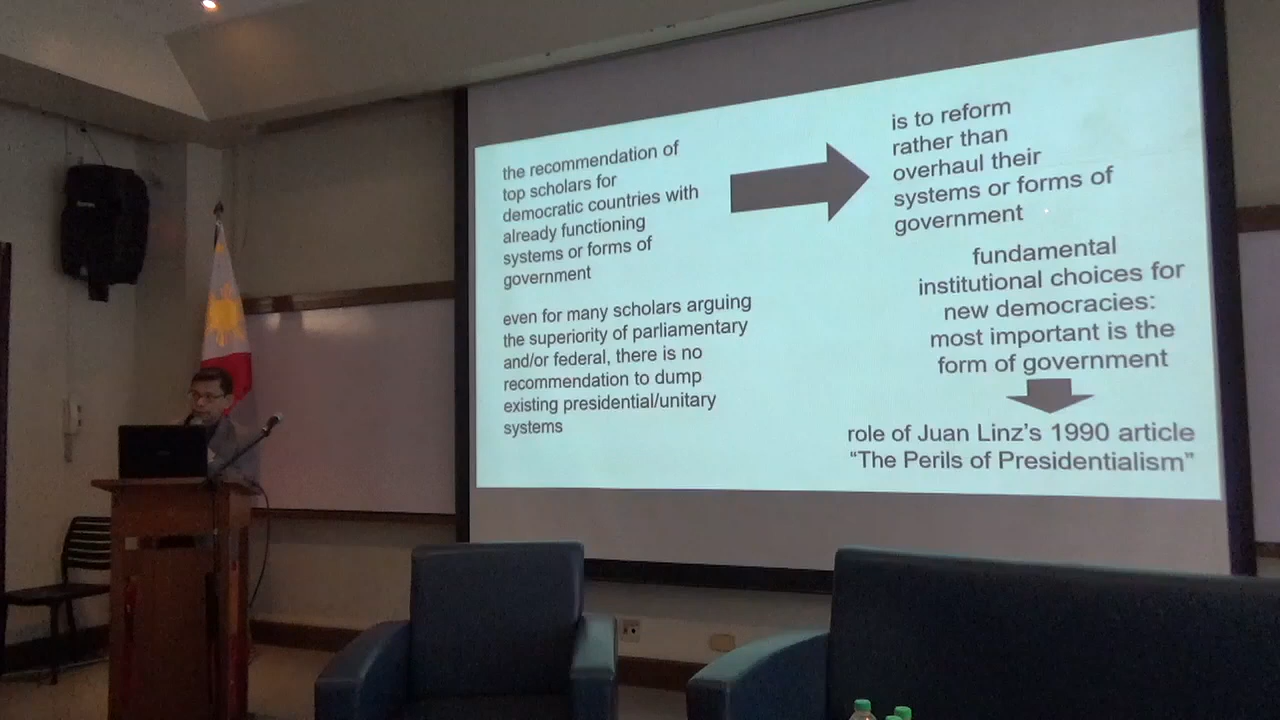 the recommendation of
top scholars for
democratic countries with
already functioning
systems or forms of
government
is to reform
rather than
overhaul their
systems or forms of
government
even for many scholars arguing
the superiority of parliamentary
and/or federal, there is no
recommendation to dump
existing presidential/unitary
systems
fundamental
institutional choices for
new democracies:
most important is the
form of government
role of Juan Linz’s 1990 article
“The Perils of Presidentialism”